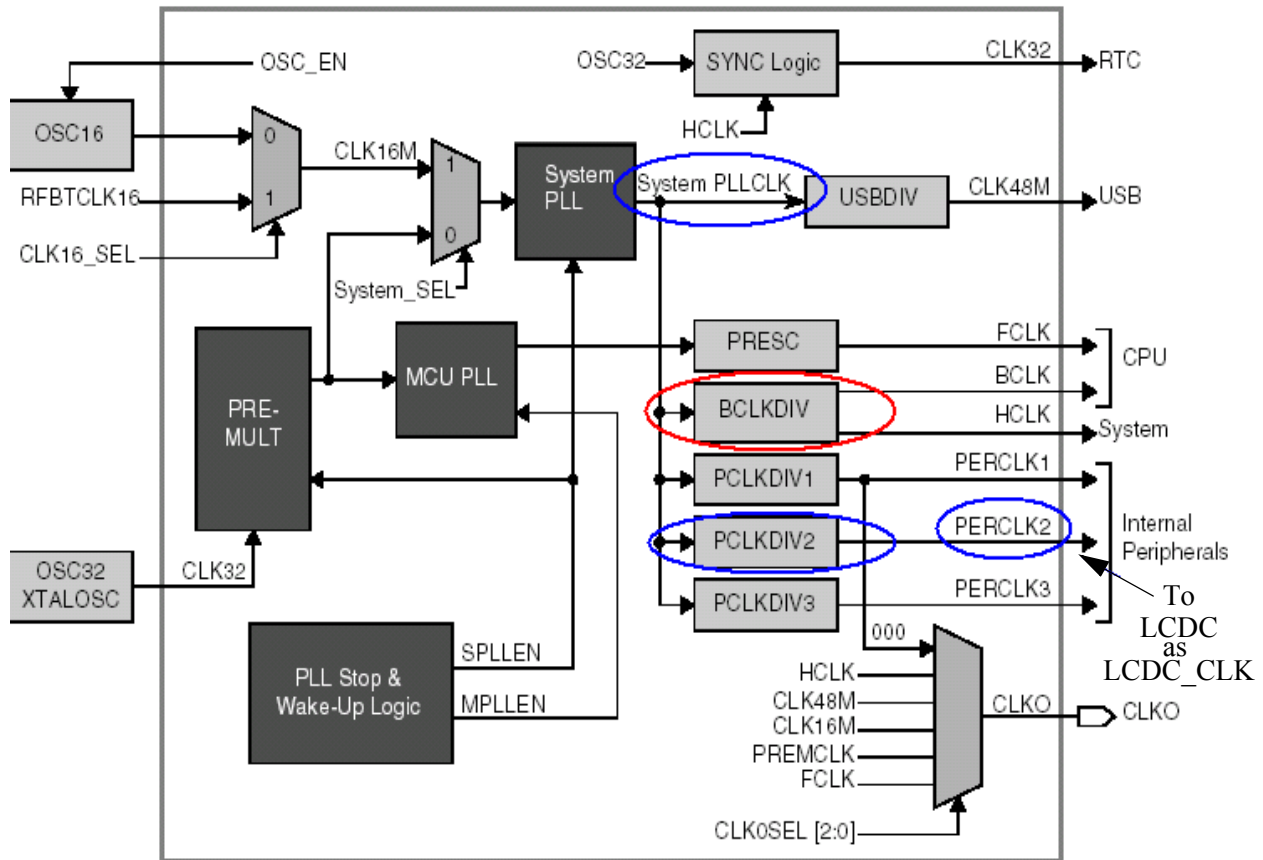 OSC_EN
OSC32
SYNC Logic
CLK32
RTC
OSC16
0
HCLK
CLK16M
1
System
PLL
System PLLCLK
USBDIV
CLK48M
USB
RFBTCLK16
1
CLK16_SEL
0
System_SEL
PRE-
MULT
MCU PLL
PRESC
FCLK
CPU
BCLKDIV
BCLK
HCLK
System
PCLKDIV1
PERCLK1
PCLKDIV2
PERCLK2
Internal
Peripherals
PCLKDIV3
PERCLK3
OSC32
XTALOSC
CLK32
To
LCDC
as
LCDC_CLK
PLL Stop &
Wake-Up Logic
SPLLEN
MPLLEN
000
HCLK
CLK48M
CLK16M
PREMCLK
FCLK
CLKO
CLKO
CLK0SEL [2:0]